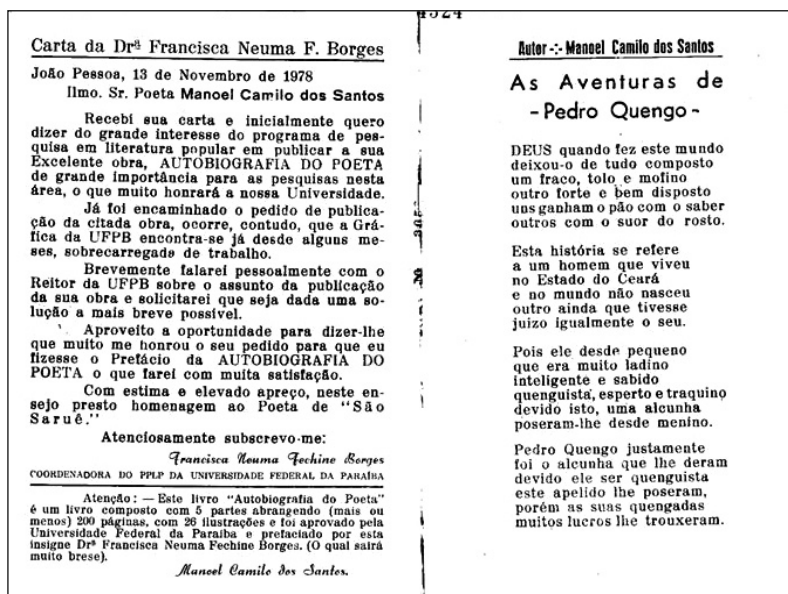 Carta da Drª Francisca Neuma F. Borges
João Pessoa, 13 de Novembro de 1978
Ilmo. Sr. Poeta Manoel Camilo dos Santos
Recebi sua carta e inicialmente quero
dizer do grande interesse do programa de pes-
quisa em literatura popular em publicar a sua
Excelente obra, AUTOBIOGRAFIA DO POETA
de grande importância para as pesquisas nesta
área, o que muito honrará a nossa Universidade.
Já foi encaminhado o pedido de publica-
ção da citada obra, ocorre, contudo, que a Grá-
fica da UFPB encontra-se já desde alguns me-
ses, sobrecarregada de trabalho.
Brevemente falarei pessoalmente com o
Reitor da UFPB sobre o assunto da publicação
da sua obra e solicitarei que seja dada uma so-
lução a mais breve possível.
Aproveito a oportunidade para dizer-lhe
que muito me honrou o seu pedido para que eu
fizesse o Prefácio da AUTOBIOGRAFIA DO
POETA o que farei com muita satisfação.
Com estima e elevado apreço, neste en-
sejo presto homenagem ao Poeta de "São
Saruê."
Atenciosamente subscrevo-me:
Francisca Neuma Fechine Borges
COORDENADORA DO PPLP DA UNIVERSIDADE FEDERAL DA PARAÍBA
Atenção: — Este livro "Autobiografia do Poeta"
é um livro composto com 5 partes abrangendo (mais ou
menos) 200 páginas, com 26 ilustrações e foi aprovado pela
Universidade Federal da Paraiba e prefaciado por esta
insigne Drª Francisca Neuma Fechine Borges. (O qual sairá
muito brese).
Manoel Camilo dos Santos.
4324
Autor -:- Manoel Camilo dos Santos
As Aventuras de
- Pedro Quengo -
DEUS quando fez este mundo
deixou-o de tudo composto
um fraco, tolo e mofino
outro forte e bem disposto
uns ganham o pão com o saber
outros com o suor do rosto.
Esta história se refere
a um homem que viveu
no Estado do Ceará
e no mundo não nasceu
outro ainda que tivesse
juizo igualmente o seu.
Pois ele desde pequeno
que era muito ladino
inteligente e sabido
quenguista, esperto e traquino
devido isto, uma alcunha
poseram-lhe desde menino.
Pedro Quengo justamente
foi o alcunha que lhe deram
devido ele ser quenguista
este apelido lhe poseram,
porém as suas quengadas
muitos lucros lhe trouxeram.